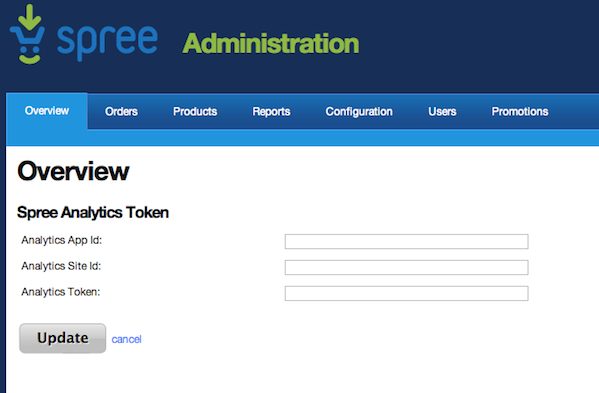 spree Administration
Overview Orders Products Reports Configuration Users Promotions
Overview
Spree Analytics Token
Analytics App Id:
Analytics Site Id:
Analytics Token:
Update cancel